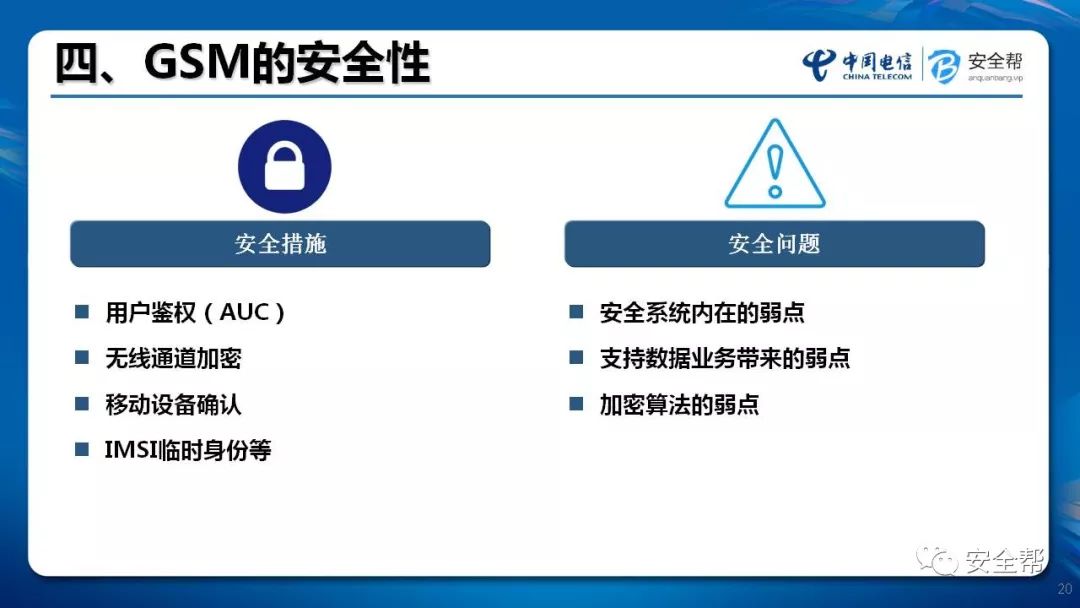 四、GSM的安全性
中国电信
CHINA TELECOM
安全帮
anquanbang.vip
安全措施
用户鉴权（AUC）
无线通道加密
移动设备确认
IMSI临时身份等
安全问题
安全系统内在的弱点
支持数据业务带来的弱点
加密算法的弱点
安全帮
20